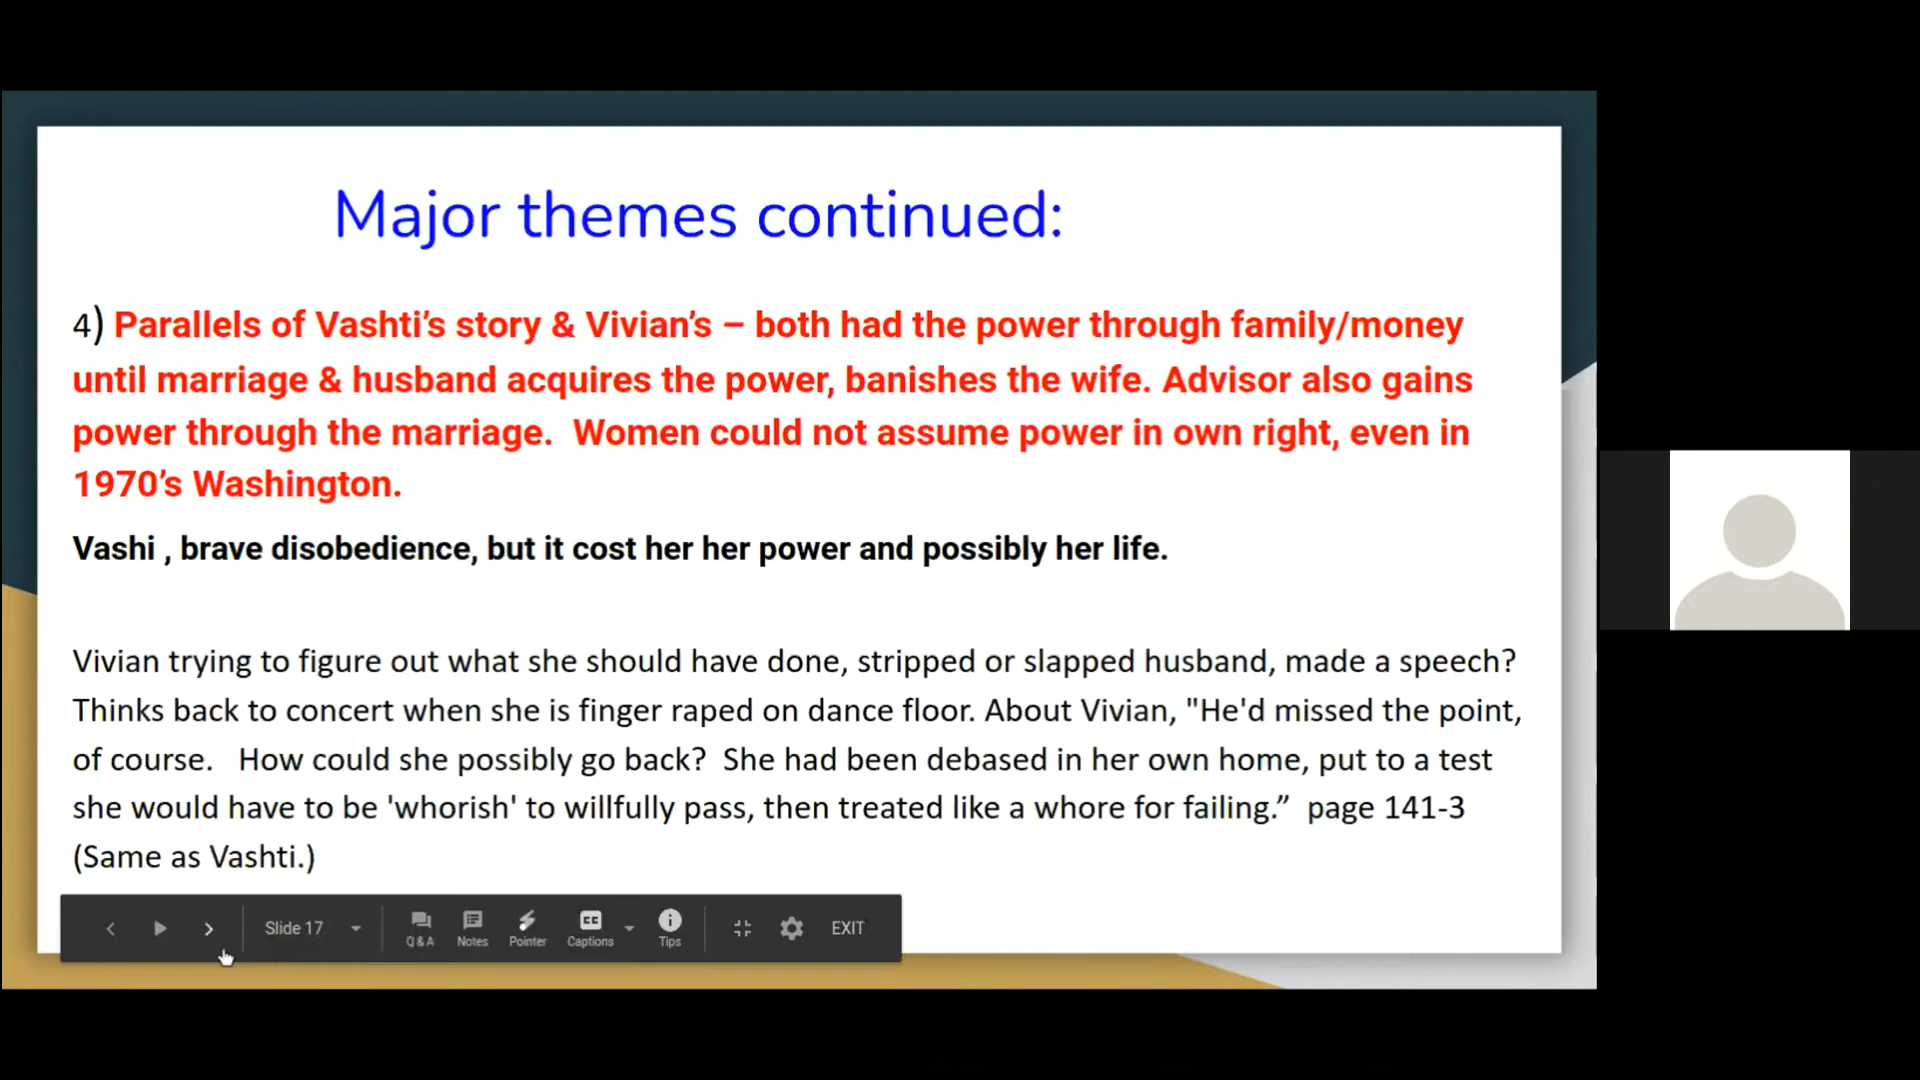 Major themes continued:
4) Parallels of Vashti’s story & Vivian’s – both had the power through family/money
until marriage & husband acquires the power, banishes the wife. Advisor also gains
power through the marriage.  Women could not assume power in own right, even in
1970’s Washington.
Vashi , brave disobedience, but it cost her her power and possibly her life.
Vivian trying to figure out what she should have done, stripped or slapped husband, made a speech?
Thinks back to concert when she is finger raped on dance floor. About Vivian, "He'd missed the point,
of course.   How could she possibly go back?  She had been debased in her own home, put to a test
she would have to be 'whorish' to willfully pass, then treated like a whore for failing.”  page 141-3
(Same as Vashti.)
Slide 17
Q & A
Notes
Pointer
CC
Captions
Tips
EXIT